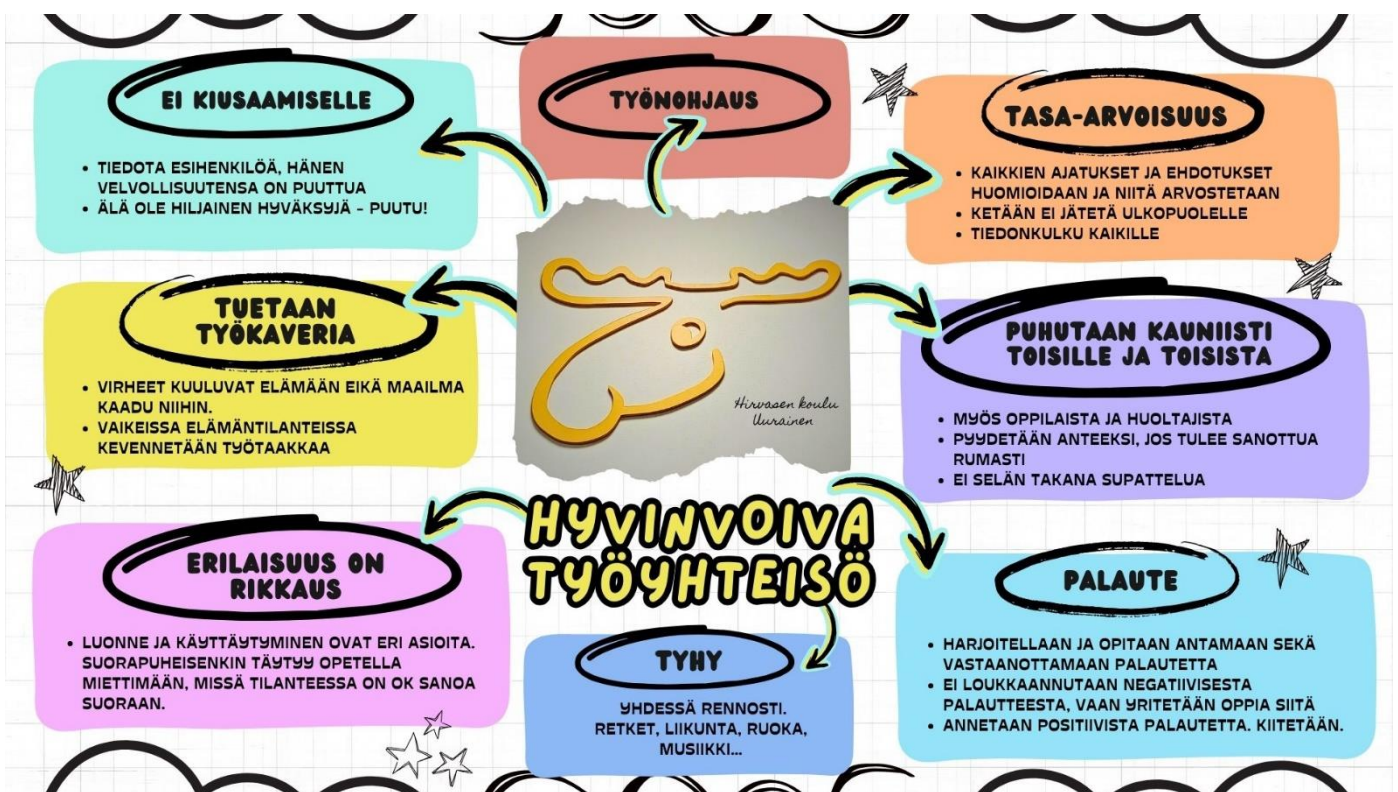 EI KIUSAAMISELLE
• TIEDOTA ESIHENKILÖÄ, HÄNEN
VELVOLLISUUTENSA ON PUUTTUA
• ÄLÄ OLE HILJAINEN HYVÄKSYJÄ - PUUTU!
TYÖNOHJAUS
TASA-ARVOISUUS
• KAIKKIEN AJATUKSET JA EHDOTUKSET
HUOMIOIDAAN JA NIITÄ ARVOSTETAAN
• KETÄÄN EI JÄTETÄ ULKOPUOLELLE
• TIEDONKULKU KAIKILLE
TUETAAN
TYÖKAVERIA
• VIRHEET KUULUVAT ELÄMÄÄN EIKÄ MAAILMA
KAADU NIIHIN.
• VAIKEISSA ELÄMÄNTILANTEISSA
KEVENNETÄÄN TYÖTAAKKAA
Hirvasen koulu
Uurainen
PUHUTAAN KAUNIISTI
TOISILLE JA TOISISTA
• MYÖS OPPILAISTA JA HUOLTAJISTA
• PYYDETÄÄN ANTEEKSI, JOS TULEE SANOTTUA
RUMASTI
• EI SELÄN TAKANA SUPATTELUA
HYVINVOIVA
TYÖYHTEISÖ
ERILAISUUS ON
RIKKAUS
• LUONNE JA KÄYTTÄYTYMINEN OVAT ERI ASIOITA.
SUORAPUHEISENKIN TÄYTYY OPETELLA
MIETTIMÄÄN, MISSÄ TILANTEESSA ON OK SANOA
SUORAAN.
TYHY
YHDESSÄ RENNOSTI.
RETKET, LIIKUNTA, RUOKA,
MUSIIKKI...
PALAUTE
• HARJOITELLAAN JA OPITAAN ANTAMAAN SEKÄ
VASTAANOTTAMAAN PALAUTETTA
• EI LOUKKAANNUTAAN NEGATIIVISESTA
PALAUTTEESTA, VAAN YRITETÄÄN OPPIA SIITÄ
• ANNETAAN POSITIIVISTA PALAUTETTA. KIITETÄÄN.